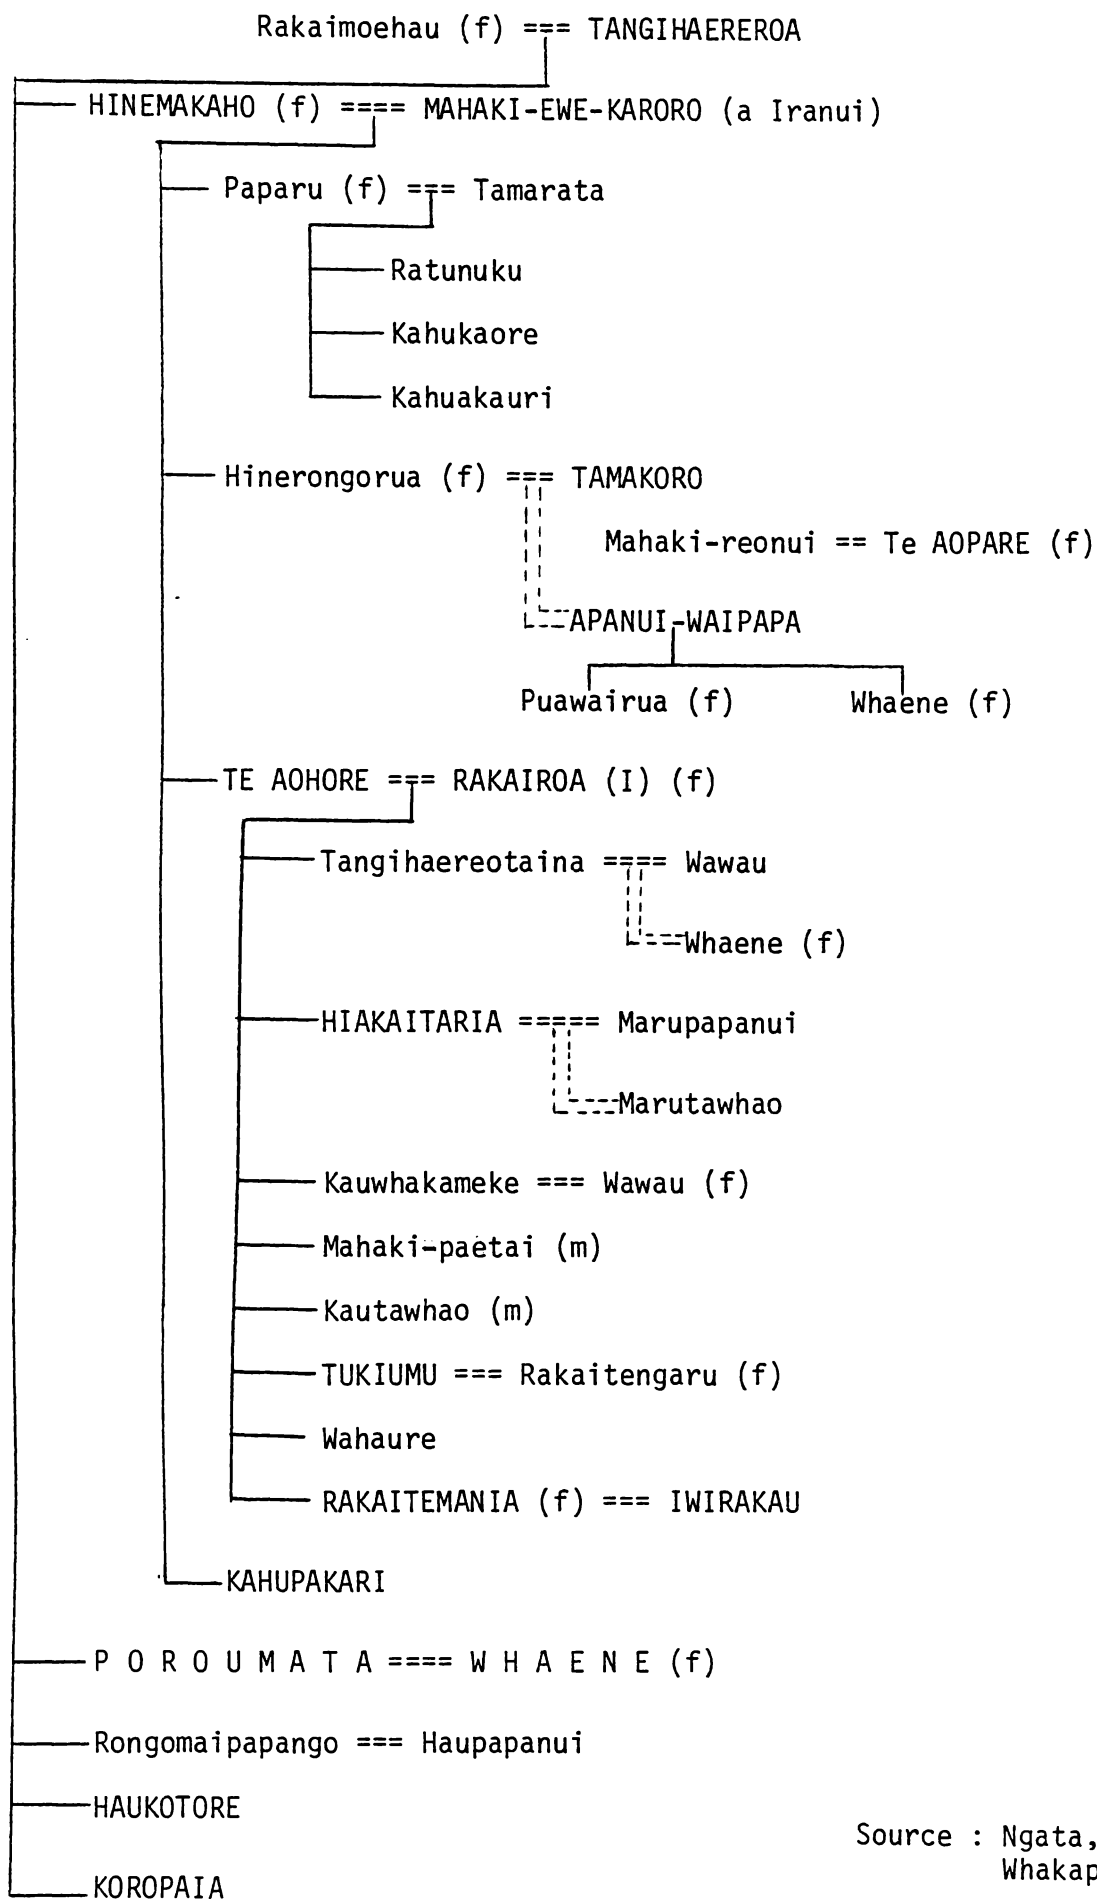 Rakaimoehau (f) === TANGIHAEREROA
HINEMAKAHO (f) ==== MAHAKI-EWE-KARORO (a Iranui)
Paparu (f) === Tamarata
Ratunuku
Kahukaore
Kahuakauri
Hinerongorua (f) === TAMAKORO
Mahaki-reonui == Te AOPARE (f)
APANUI-WAIPAPA
Puawairua (f) Whaene (f)
TE AOHORE === RAKAIROA (I) (f)
Tangihaereotaina ==== Wawau
Whaene (f)
HIAKAITARIA ===== Marupapanui
Marutawhao
Kauwhakameke === Wawau (f)
Mahaki-paetai (m)
Kautawhao (m)
TUKIUMU === Rakaitengaru (f)
Wahaure
RAKAITEMANIA (f) === IWIRAKAU
KAHUPAKARI
P O R O U M A T A ==== W H A E N E (f)
Rongomaipapango === Haupapanui
HAUKOTORE
Source : Ngata,
Whakap
KOROPAIA